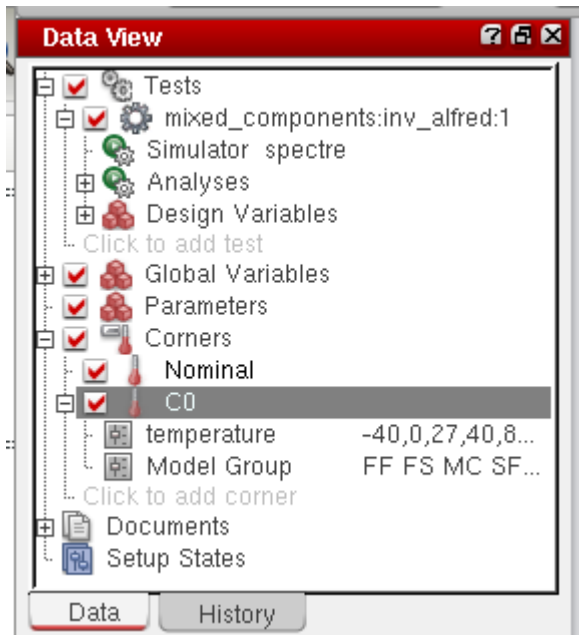 Data View
Tests
mixed_components:inv_alfred:1
Simulator spectre
Analyses
Design Variables
Click to add test
Global Variables
Parameters
Corners
Nominal
C0
temperature -40,0,27,40,8...
Model Group FF FS MC SF...
Click to add corner
Documents
Setup States
Data History